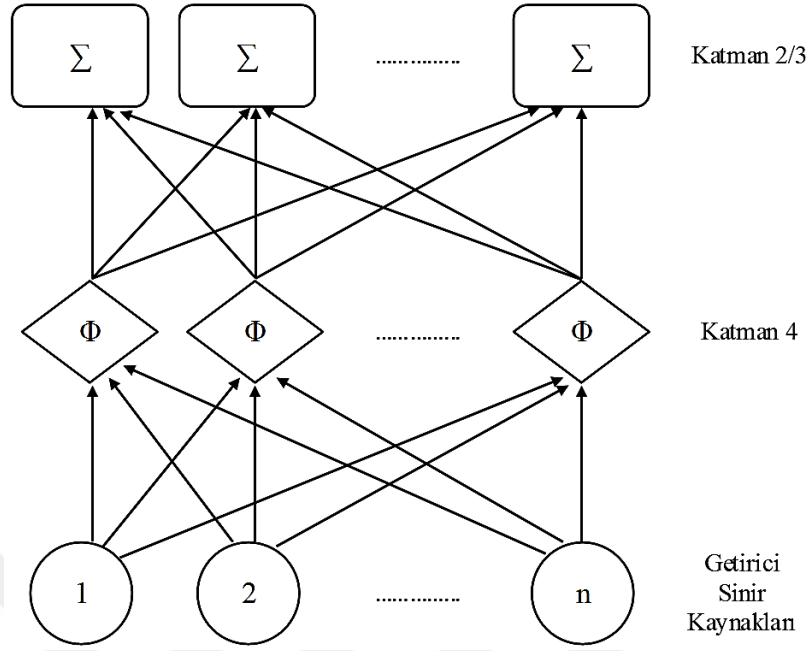 Σ Σ .............. Σ Katman 2/3
Φ Φ .............. Φ Katman 4
1 2 .............. n Getirici
Sinir
Kaynakları